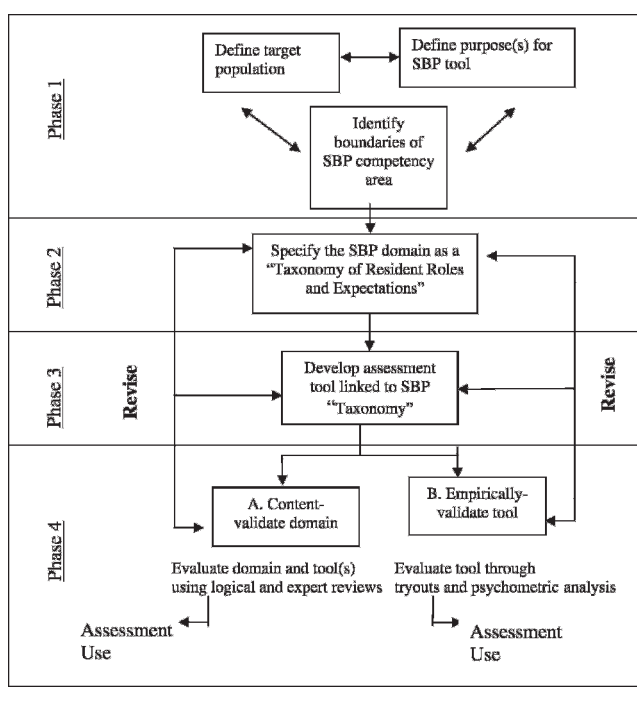 Phase 1
Define target
population
Define purpose(s) for
SBP tool
Identify
boundaries of
SBP competency
area
Phase 2
Specify the SBP domain as a
“Taxonomy of Resident Roles
and Expectations”
Phase 3
Revise
Develop assessment
tool linked to SBP
“Taxonomy”
Revise
Phase 4
A. Content-
validate domain
B. Empirically-
validate tool
Evaluate domain and tool(s)
using logical and expert reviews
Evaluate tool through
tryouts and psychometric analysis
Assessment
Use
Assessment
Use